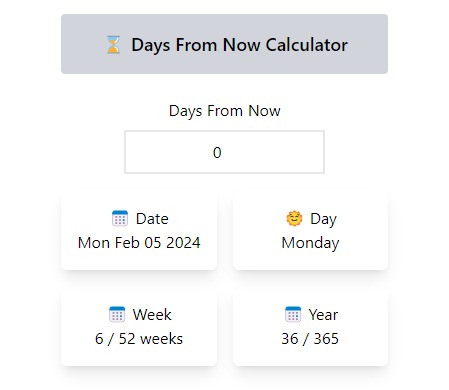 ⏳ Days From Now Calculator
Days From Now
0
📅 Date
Mon Feb 05 2024
🌞 Day
Monday
📅 Week
6 / 52 weeks
📅 Year
36 / 365